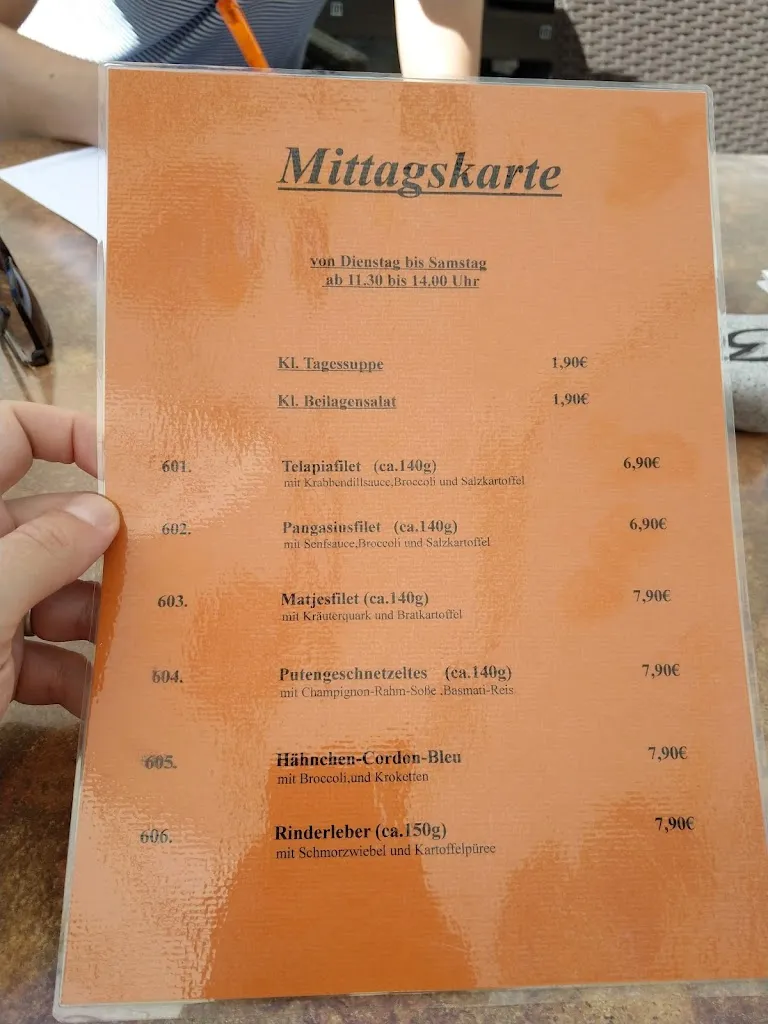 Mittagskarte
von Dienstag bis Samstag
ab 11.30 bis 14.00 Uhr
Kl. Tagessuppe 1,90€
Kl. Beilagensalat 1,90€
601. Telapiafilet (ca.140g) 6,90€
mit Krabbendillsauce,Broccoli und Salzkartoffel
602. Pangasiusfilet (ca.140g) 6,90€
mit Senfsauce,Broccoli und Salzkartoffel
603. Matjesfilet (ca.140g) 7,90€
mit Kräuterquark und Bratkartoffel
604. Putengeschnetzeltes (ca.140g) 7,90€
mit Champignon-Rahm-Soße ,Basmati-Reis
605. Hähnchen-Cordon-Bleu 7,90€
mit Broccoli,und Kroketten
606. Rinderleber (ca.150g) 7,90€
mit Schmorzwiebel und Kartoffelpüree